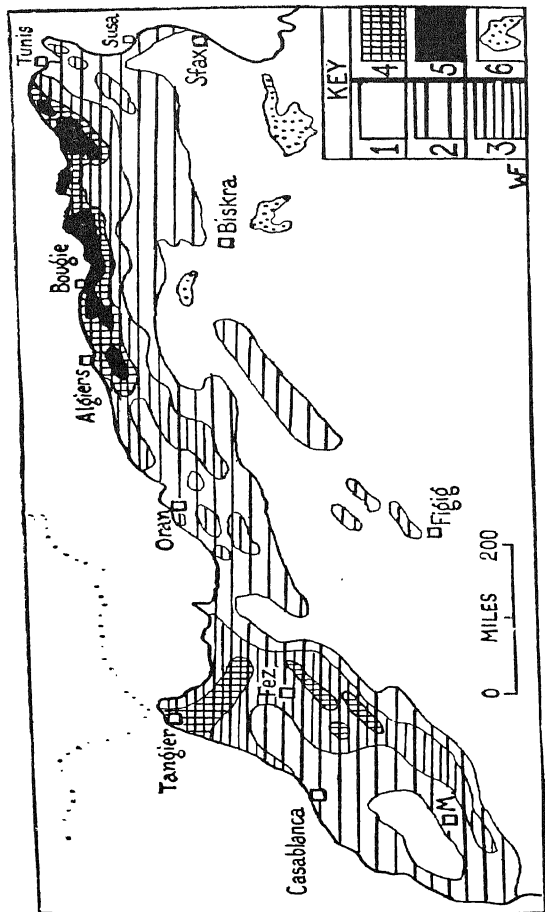 Tunis
Susa
Sfax
Bougie
Biskra
Algiers
Oran
Figig
Tangier
Fez
Casablanca
M.
0 MILES 200
KEY
1 4
2 5
3 6
WF